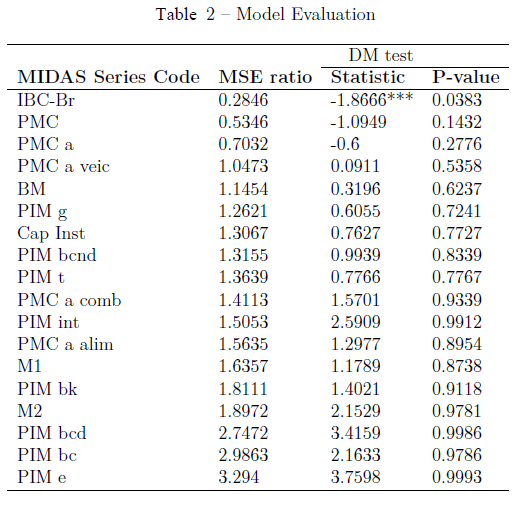 Table 2 – Model Evaluation
DM test
MIDAS Series Code MSE ratio Statistic P-value
IBC-Br 0.2846 -1.8666*** 0.0383
PMC 0.5346 -1.0949 0.1432
PMC a 0.7032 -0.6 0.2776
PMC a veic 1.0473 0.0911 0.5358
BM 1.1454 0.3196 0.6237
PIM g 1.2621 0.6055 0.7241
Cap Inst 1.3067 0.7627 0.7727
PIM bcnd 1.3155 0.9939 0.8339
PIM t 1.3639 0.7766 0.7767
PMC a comb 1.4113 1.5701 0.9339
PIM int 1.5053 2.5909 0.9912
PMC a alim 1.5635 1.2977 0.8954
M1 1.6357 1.1789 0.8738
PIM bk 1.8111 1.4021 0.9118
M2 1.8972 2.1529 0.9781
PIM bcd 2.7472 3.4159 0.9986
PIM bc 2.9863 2.1633 0.9786
PIM e 3.294 3.7598 0.9993